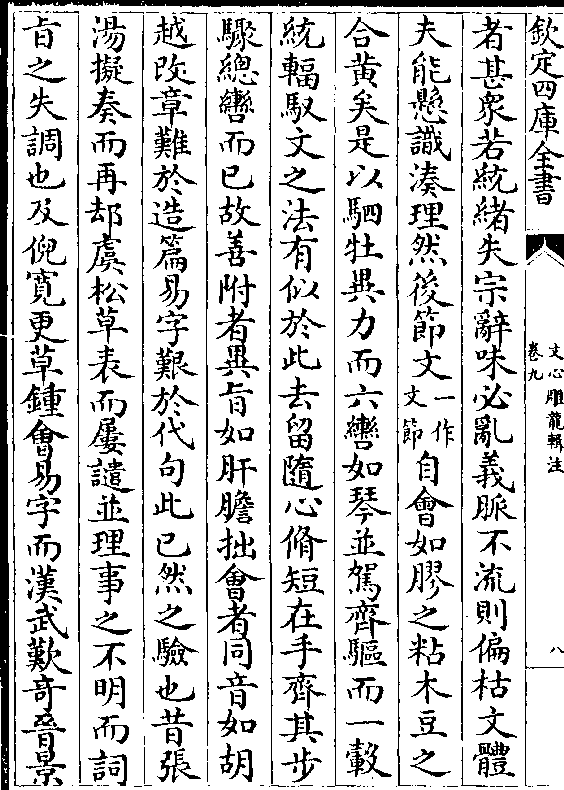 欽定四庫全書
文心雕龍輯注
卷九
八
者甚衆若統緒失宗辭味必亂義脈不流則偏枯文體
夫能懸識湊理然後節文一作文節自會如膠之粘木豆之
合黃矣是以駟牡異力而六轡如琴並駕齊驅而一轂
統輻馭文之法有似於此去留隨心脩短在手齊其步
驟總轡而已故善附者異旨如肝膽拙會者同音如胡
越改章難於造篇易字艱於代句此已然之驗也昔張
湯擬奏而再却虞松草表而屢譴並理事之不明而詞
旨之失調也及倪寛更草鍾會易字而漢武歎奇晉景